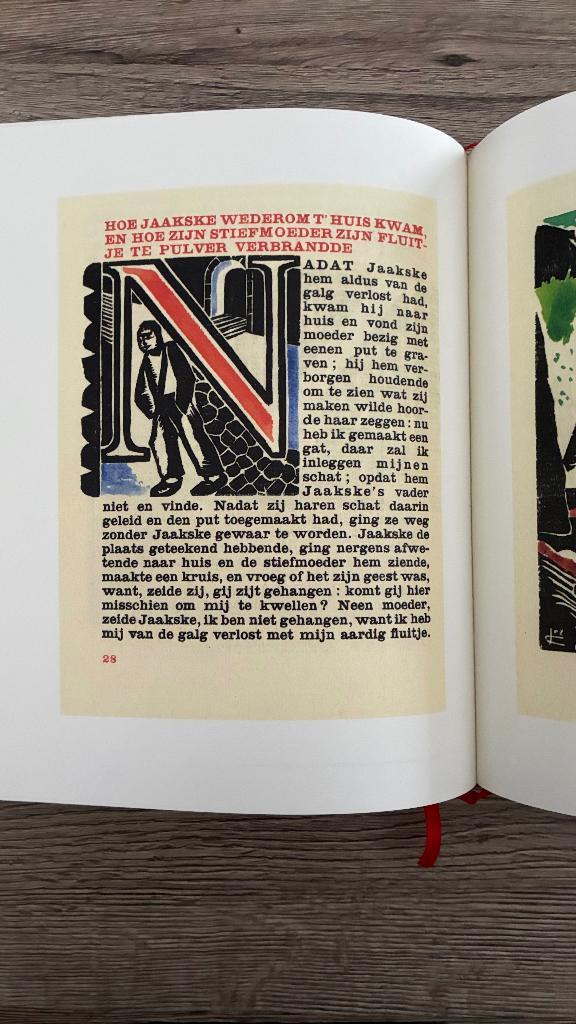 HOE JAAKSKE WEDEROM T' HUIS KWAM,
EN HOE ZIJN STIEFMOEDER ZIJN FLUIT-
JE TE PULVER VERBRANDDE
NADAT Jaakske
hem aldus van de
galg verlost had,
kwam hij naar
huis en vond zijn
moeder bezig met
eenen put te gra-
ven ; hij hem ver-
borgen houdende
om te zien wat zij
maken wilde hoor-
de haar zeggen : nu
heb ik gemaakt een
gat, daar zal ik
inleggen mijnen
schat ; opdat hem
Jaakske's vader
niet en vinde. Nadat zij haren schat daarin
geleid en den put toegemaakt had, ging ze weg
zonder Jaakske gewaar te worden. Jaakske de
plaats geteekend hebbende, ging nergens afwe-
tende naar huis en de stiefmoeder hem ziende,
maakte een kruis, en vroeg of het zijn geest was,
want, zeide zij, gij zijt gehangen : komt gij hier
misschien om mij te kwellen ? Neen moeder,
zeide Jaakske, ik ben niet gehangen, want ik heb
mij van de galg verlost met mijn aardig fluitje.
28